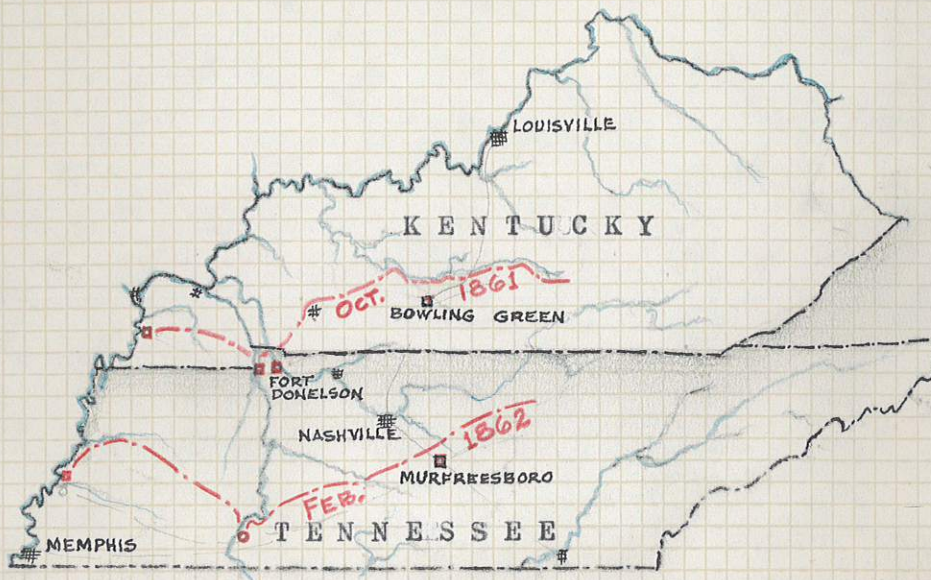 LOUISVILLE
KENTUCKY
OCT. 1861
BOWLING GREEN
FORT
DONELSON
NASHVILLE
1862
MURFREESBORO
FEB.
TENNESSEE
MEMPHIS